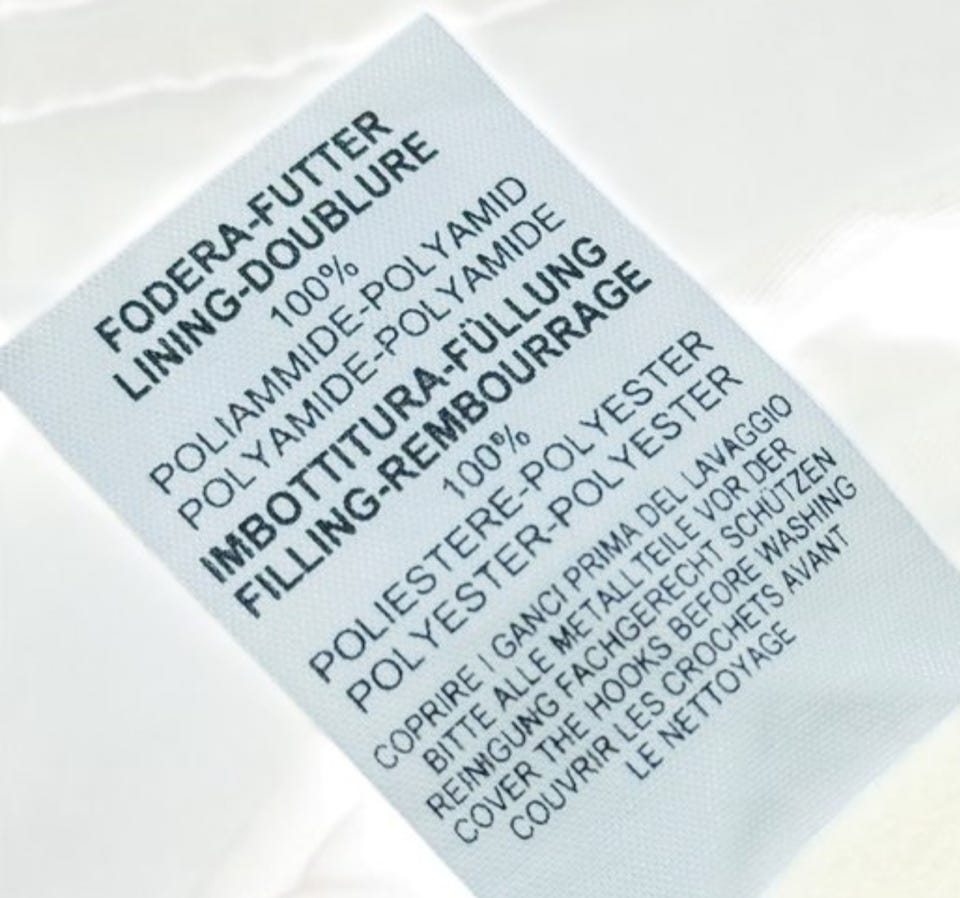 FODERA-FUTTER
LINING-DOUBLURE
100%
POLIAMMIDE-POLYAMID
POLYAMIDE-POLYAMIDE
IMBOTTITURA-FÜLLUNG
FILLING-REMBOURRAGE
100%
POLIESTERE-POLYESTER
POLYESTER-POLYESTER
COPRIRE I GANCI PRIMA DEL LAVAGGIO
BITTE ALLE METALLTEILE VOR DER
REINIGUNG FACHGERECHT SCHÜTZEN
COVER THE HOOKS BEFORE WASHING
COUVRIR LES CROCHETS AVANT
LE NETTOYAGE